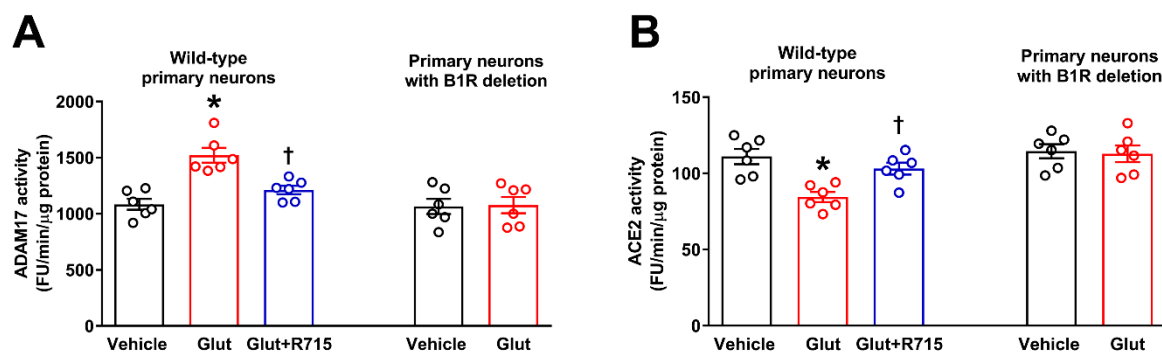 A
Wild-type
primary neurons
Primary neurons
with B1R deletion
ADAM17 activity
(FU/min/μg protein)
2000
1500
1000
500
0
*
†
Vehicle
Glut
Glut+R715
Vehicle
Glut
B
Wild-type
primary neurons
Primary neurons
with B1R deletion
ACE2 activity
(FU/min/μg protein)
150
100
50
0
*
†
Vehicle
Glut
Glut+R715
Vehicle
Glut